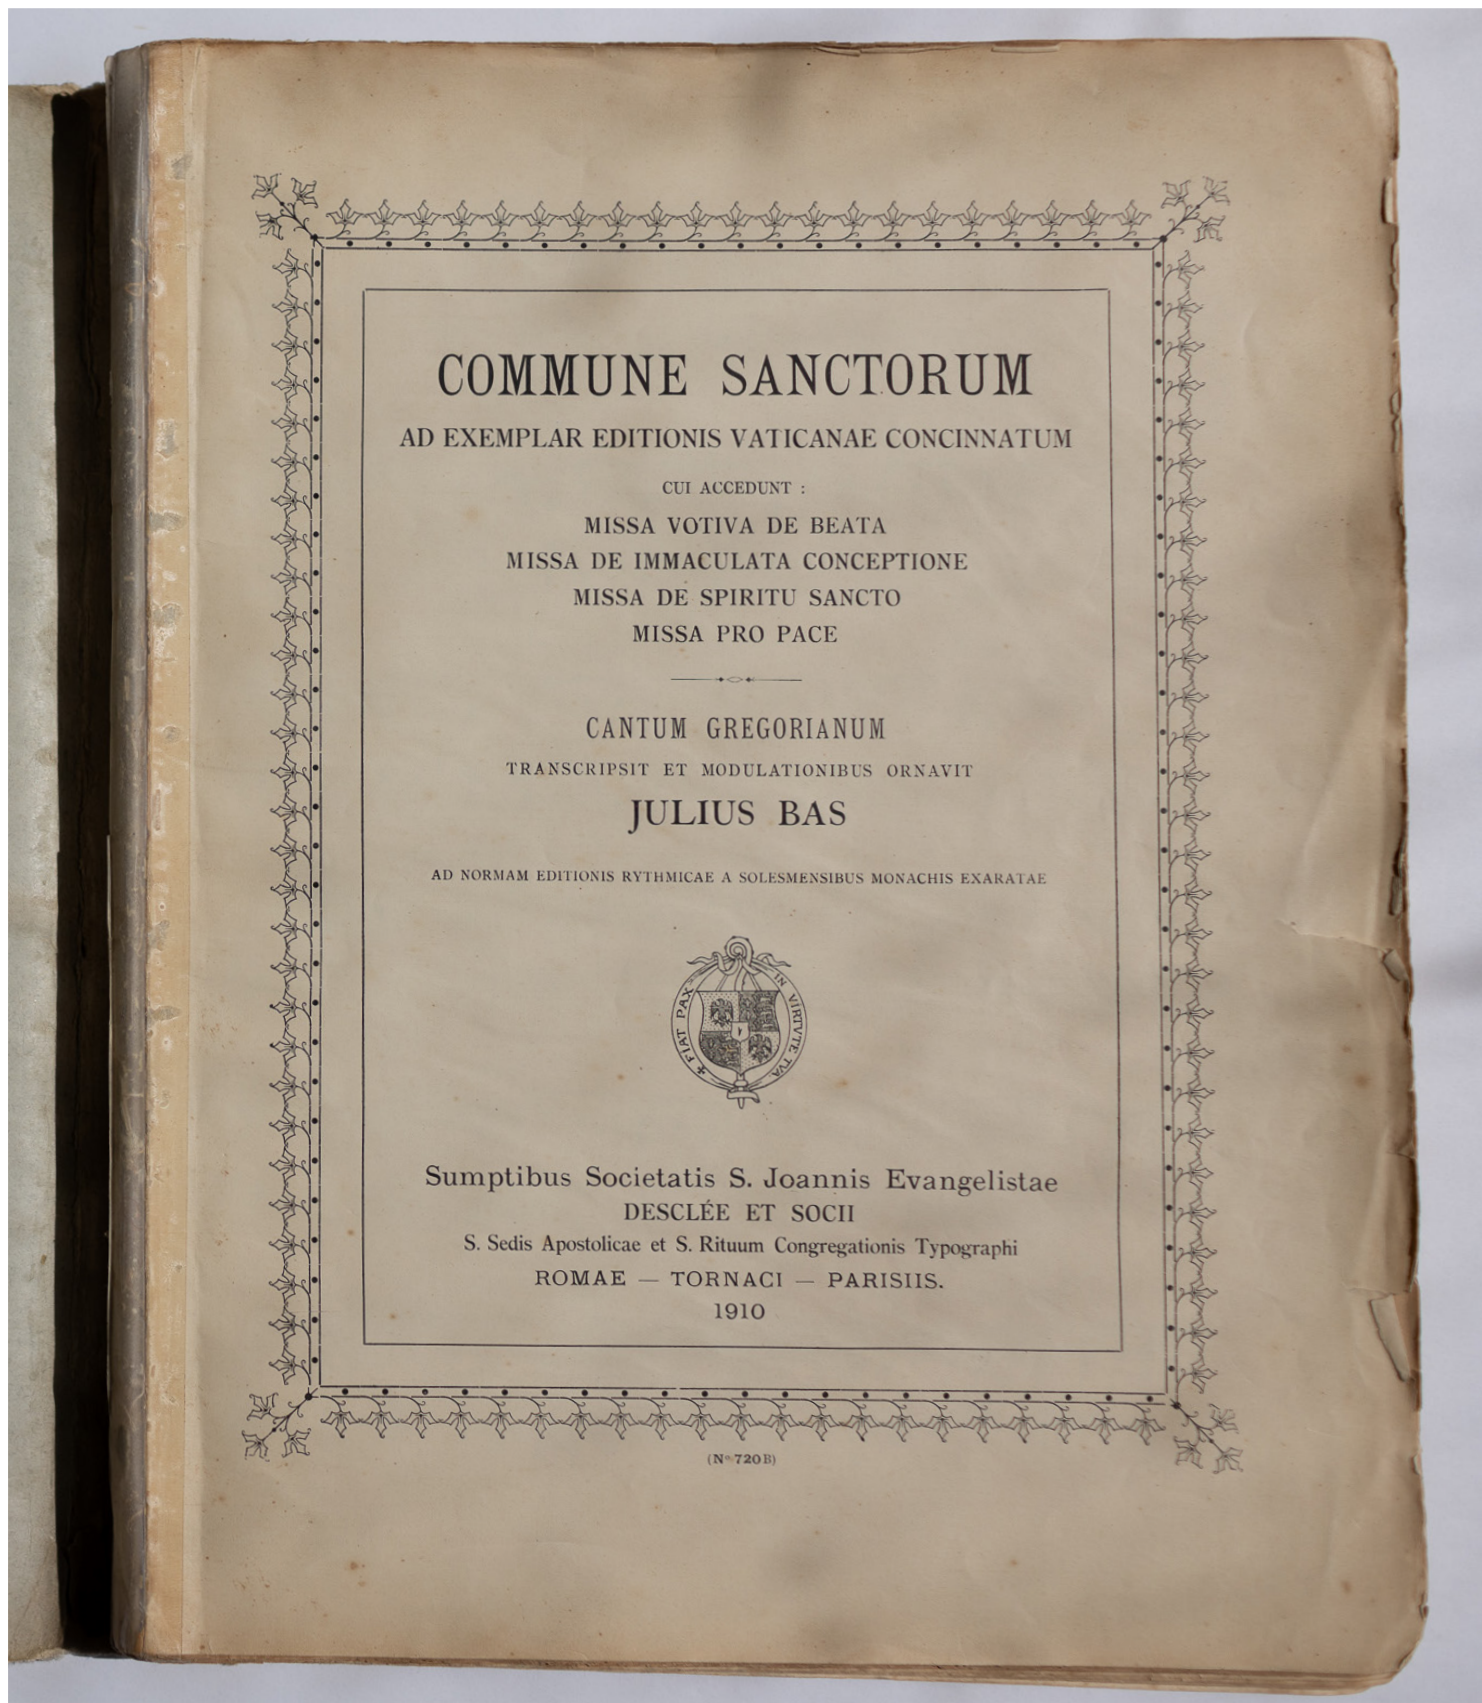 COMMUNE SANCTORUM
AD EXEMPLAR EDITIONIS VATICANAE CONCINNATUM
CUI ACCEDUNT :
MISSA VOTIVA DE BEATA
MISSA DE IMMACULATA CONCEPTIONE
MISSA DE SPIRITU SANCTO
MISSA PRO PACE
CANTUM GREGORIANUM
TRANSCRIPSIT ET MODULATIONIBUS ORNAVIT
JULIUS BAS
AD NORMAM EDITIONIS RYTHMICAE A SOLESMENSIBUS MONACHIS EXARATAE
✠ FIAT PAX IN VIRTVTE TVA
Sumptibus Societatis S. Joannis Evangelistae
DESCLÉE ET SOCII
S. Sedis Apostolicae et S. Rituum Congregationis Typographi
ROMAE — TORNACI — PARISIIS.
1910
(Nº 720 B)